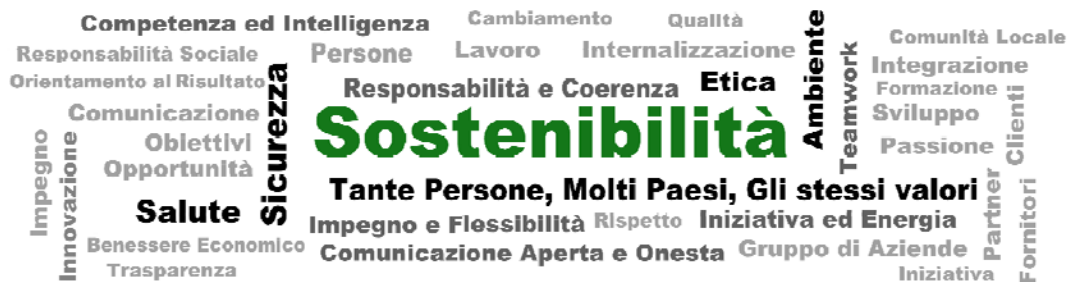 Competenza ed Intelligenza
Cambiamento
Qualità
Comunità Locale
Responsabilità Sociale
Persone
Lavoro
Internalizzazione
Ambiente
Teamwork
Integrazione
Orientamento al Risultato
Responsabilità e Coerenza
Etica
Formazione
Comunicazione
Sicurezza
Sostenibilità
Sviluppo
Clienti
Obiettivi
Passione
Impegno
Innovazione
Opportunità
Tante Persone, Molti Paesi, Gli stessi valori
Salute
Impegno e Flessibilità
Rispetto
Iniziativa ed Energia
Partner
Fornitori
Benessere Economico
Comunicazione Aperta e Onesta
Gruppo di Aziende
Trasparenza
Iniziativa